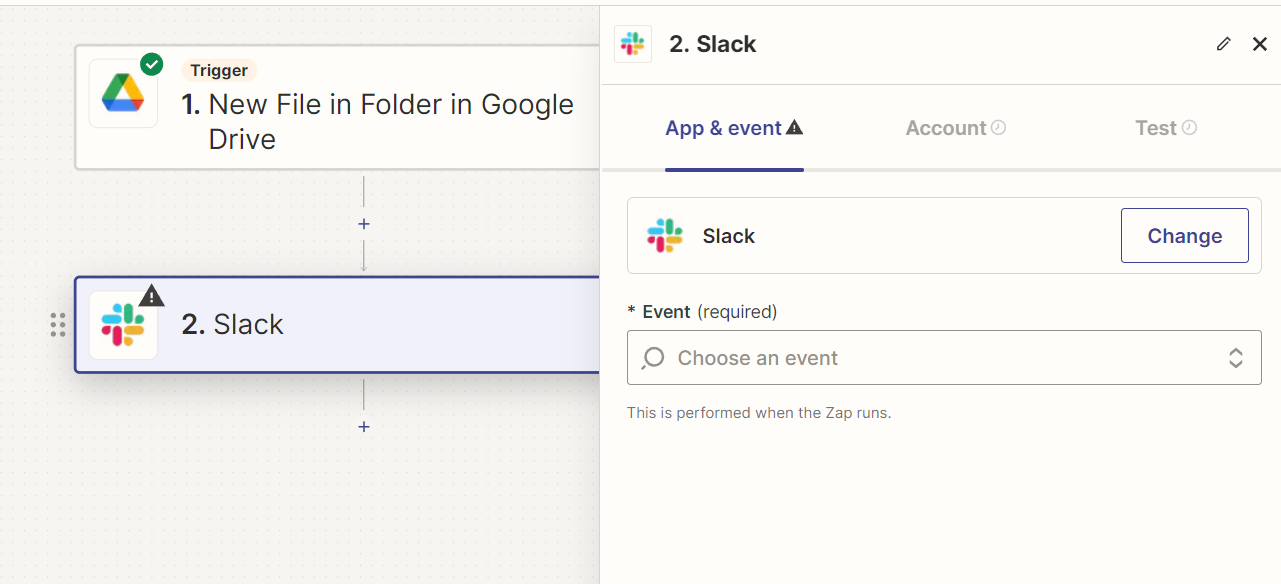 Trigger
1. New File in Folder in Google
Drive
+
2. Slack
+
2. Slack
App & event
Account
Test
Slack
Change
* Event (required)
Choose an event
This is performed when the Zap runs.